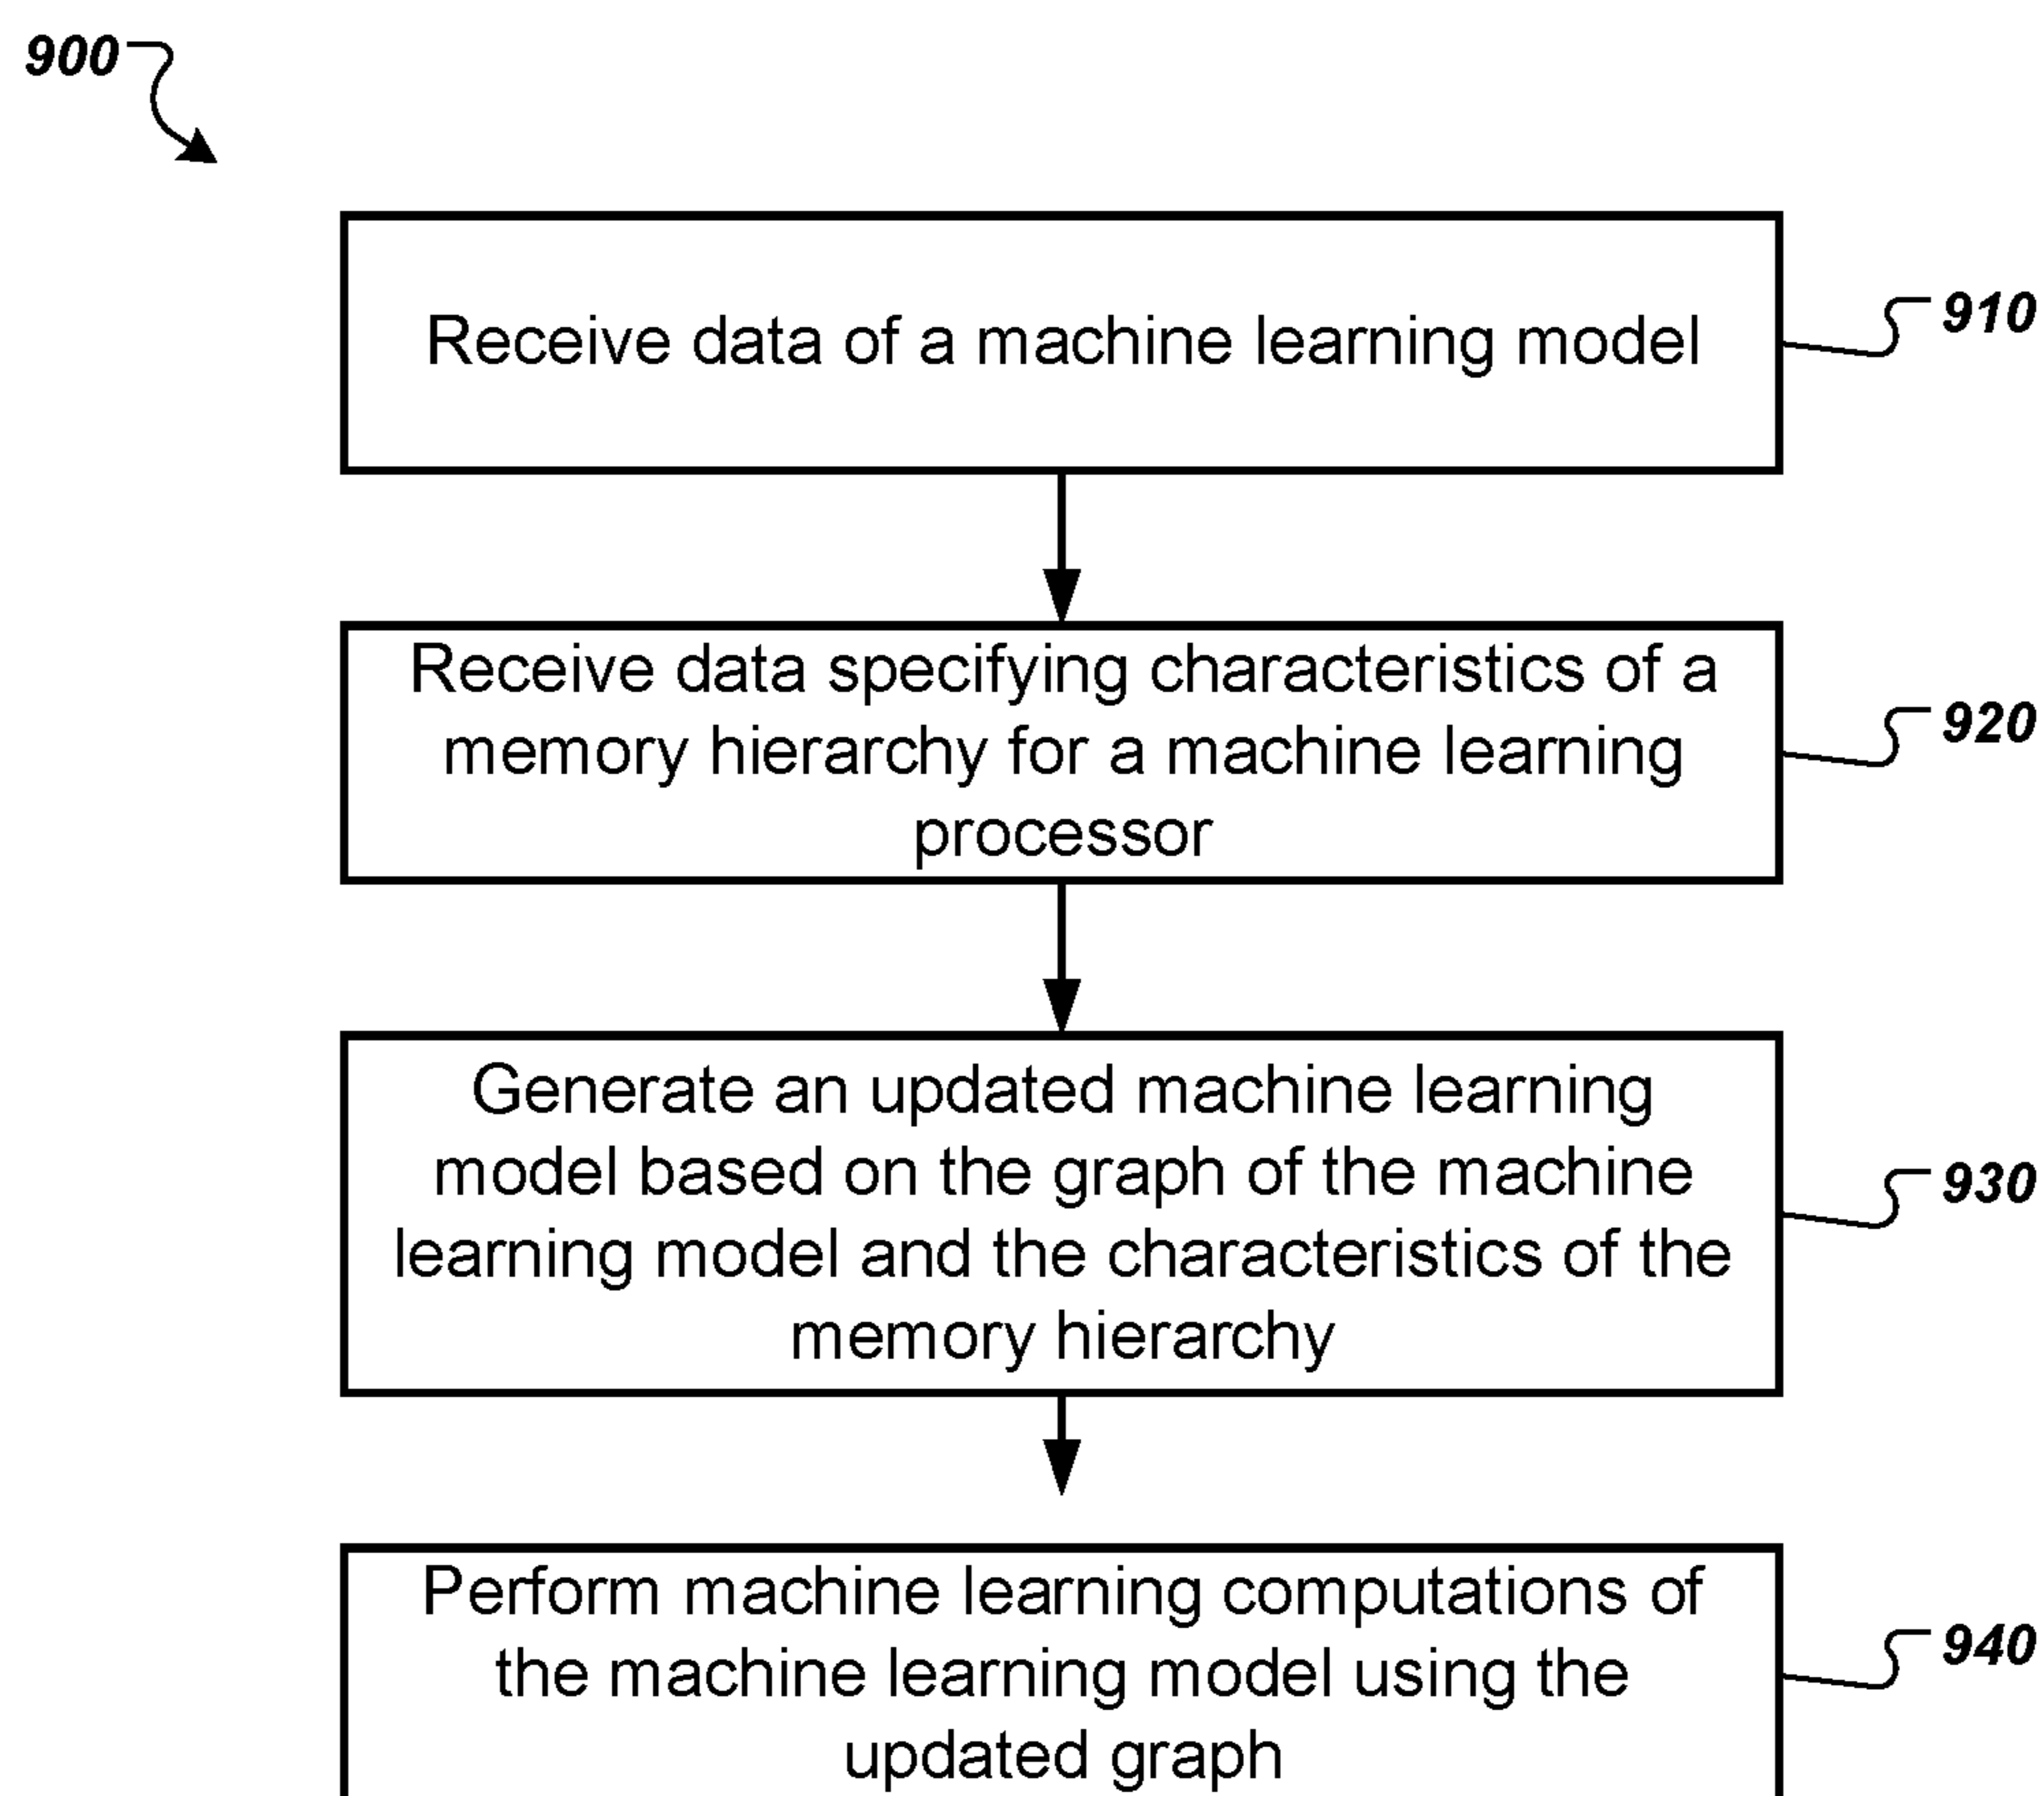 900
Receive data of a machine learning model
910
Receive data specifying characteristics of a
memory hierarchy for a machine learning
processor
920
Generate an updated machine learning
model based on the graph of the machine
learning model and the characteristics of the
memory hierarchy
930
Perform machine learning computations of
the machine learning model using the
updated graph
940